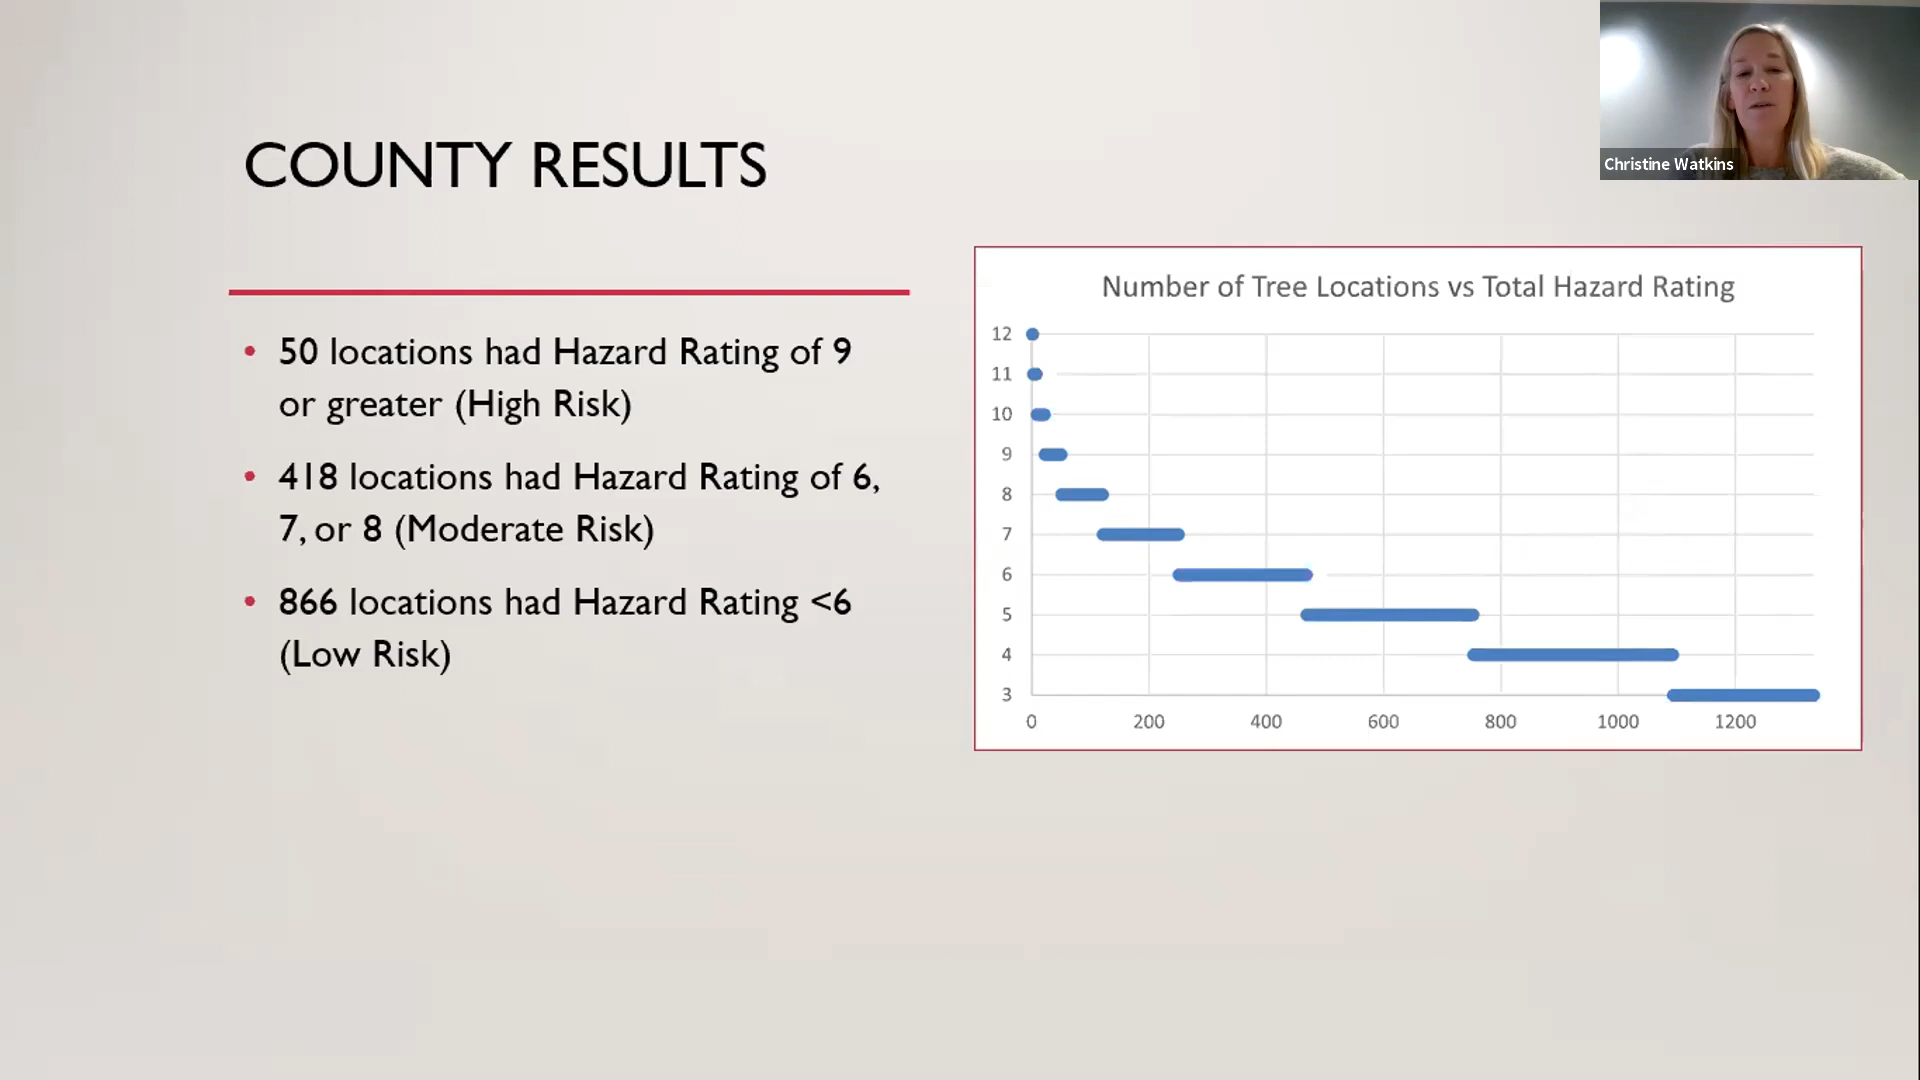 COUNTY RESULTS
• 50 locations had Hazard Rating of 9
or greater (High Risk)
• 418 locations had Hazard Rating of 6,
7, or 8 (Moderate Risk)
• 866 locations had Hazard Rating <6
(Low Risk)
Number of Tree Locations vs Total Hazard Rating
12
11
10
9
8
7
6
5
4
3
0 200 400 600 800 1000 1200
Christine Watkins